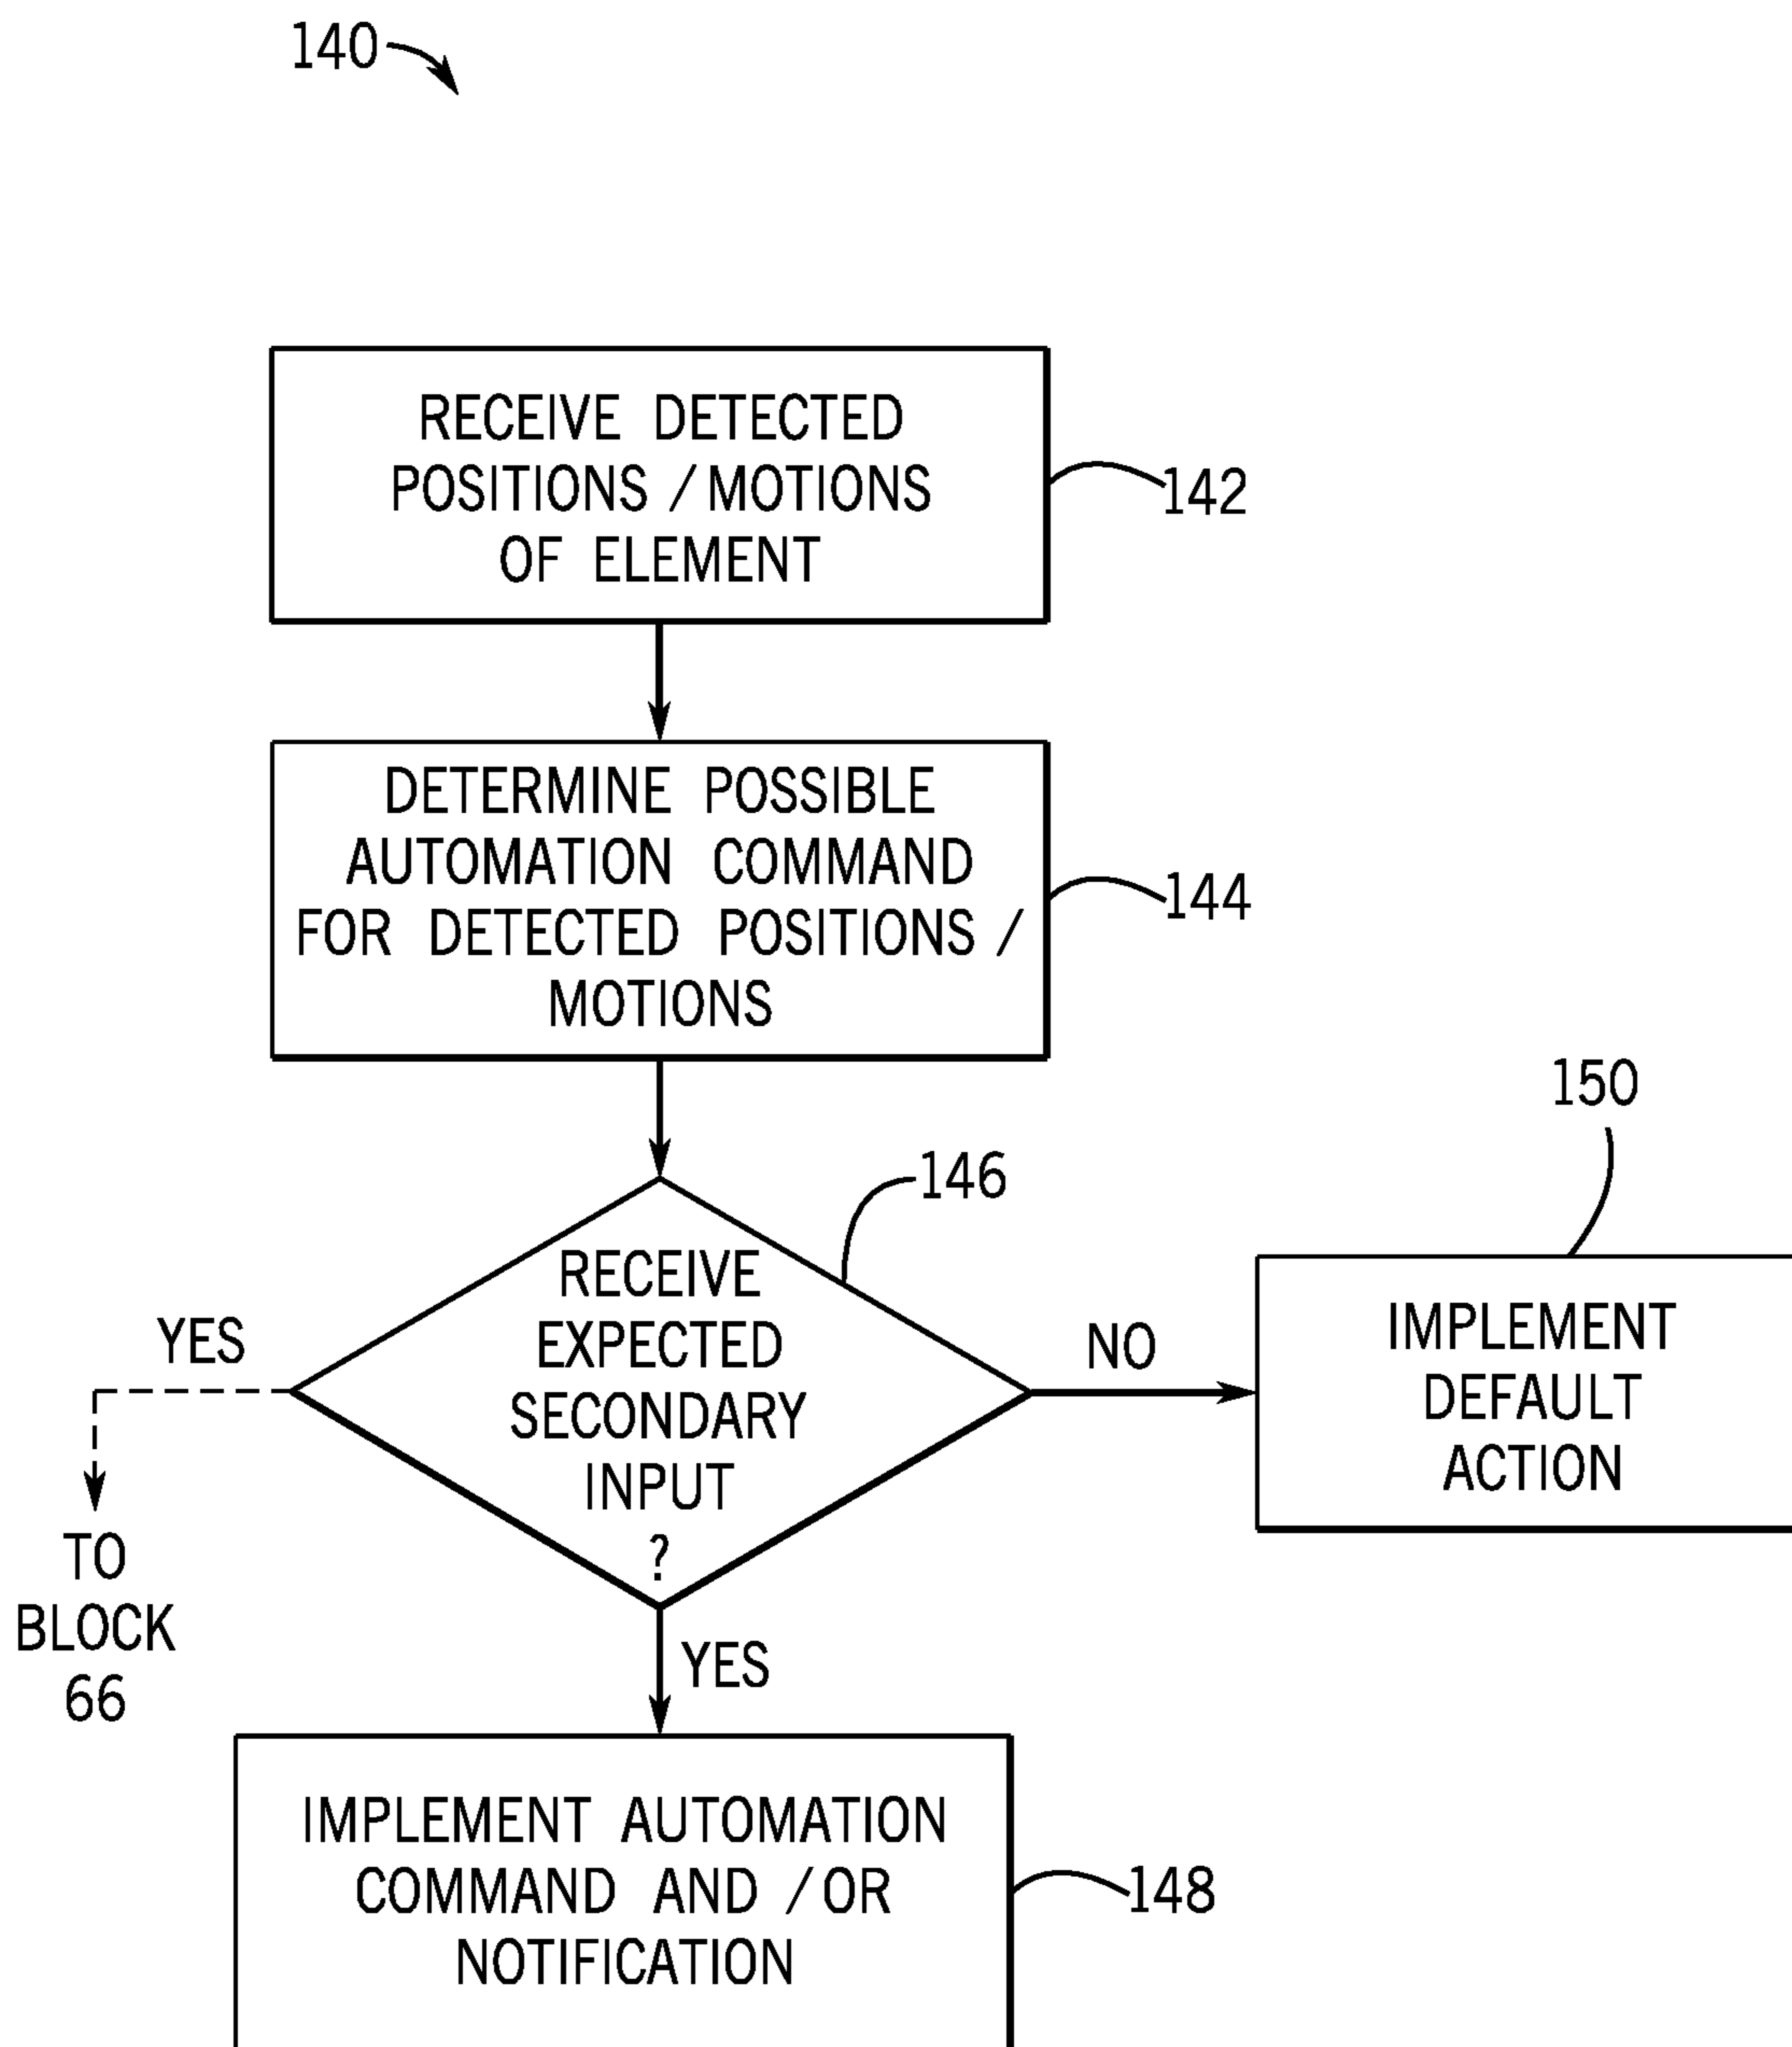 140
RECEIVE DETECTED
POSITIONS / MOTIONS
OF ELEMENT
142
DETERMINE POSSIBLE
AUTOMATION COMMAND
FOR DETECTED POSITIONS /
MOTIONS
144
146
RECEIVE
EXPECTED
SECONDARY
INPUT
?
150
IMPLEMENT
DEFAULT
ACTION
NO
YES
TO
BLOCK
66
YES
IMPLEMENT AUTOMATION
COMMAND AND / OR
NOTIFICATION
148